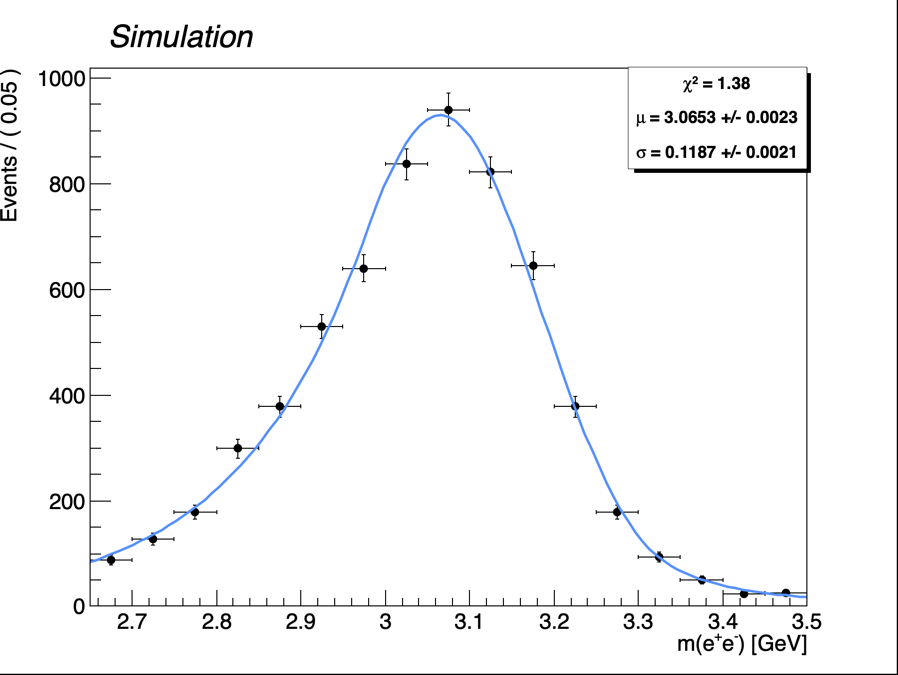 Simulation
χ² = 1.38
μ = 3.0653 +/- 0.0023
σ = 0.1187 +/- 0.0021
Events / ( 0.05 )
1000
800
600
400
200
0
2.7 2.8 2.9 3 3.1 3.2 3.3 3.4 3.5
m(e⁺e⁻) [GeV]